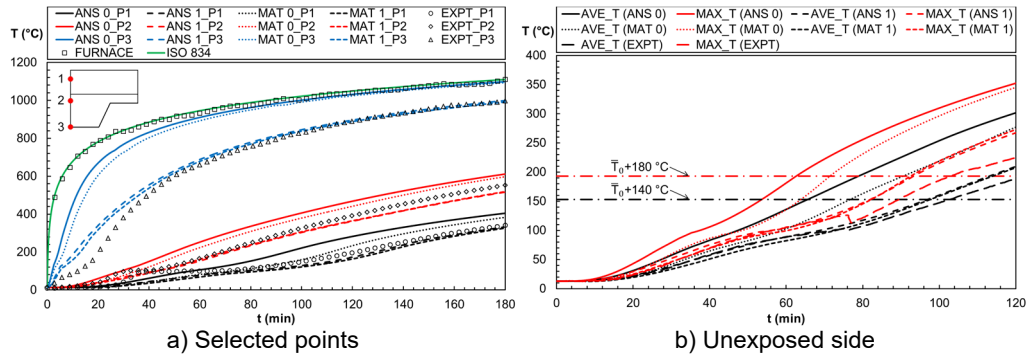 ANS 0_P1 ANS 1_P1 MAT 0_P1 MAT 1_P1 EXPT_P1
ANS 0_P2 ANS 1_P2 MAT 0_P2 MAT 1_P2 EXPT_P2
ANS 0_P3 ANS 1_P3 MAT 0_P3 MAT 1_P3 EXPT_P3
FURNACE ISO 834
T (°C)
1200
1000
800
600
400
200
0
1
2
3
0 20 40 60 80 100 120 140 160 180
t (min)
a) Selected points
AVE_T (ANS 0) MAX_T (ANS 0) AVE_T (ANS 1) MAX_T (ANS 1)
AVE_T (MAT 0) MAX_T (MAT 0) AVE_T (MAT 1) MAX_T (MAT 1)
AVE_T (EXPT) MAX_T (EXPT)
T (°C)
400
350
300
250
200
150
100
50
0
T̅₀+180 °C
T̅₀+140 °C
0 20 40 60 80 100 120
t (min)
b) Unexposed side